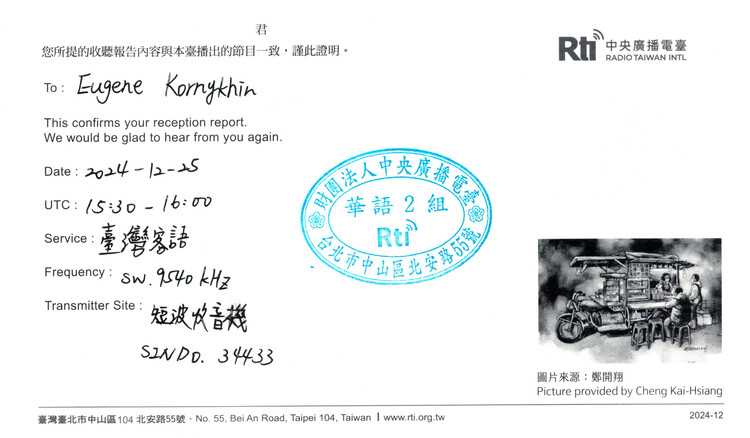 君
您所提的收聽報告內容與本臺播出的節目一致，謹此證明。
Rti 中央廣播電臺
RADIO TAIWAN INTL
To : Eugene Kornykhin
This confirms your reception report.
We would be glad to hear from you again.
Date : 2024-12-25
UTC : 15:30 - 16:00
Service : 臺灣客語
Frequency : SW. 9540 kHz
Transmitter Site : 短波收音機
SINDO. 34433
財團法人中央廣播電臺
華語2組
Rti
台北市中山區北安路55號
圖片來源：鄭開翔
Picture provided by Cheng Kai-Hsiang
臺灣臺北市中山區104 北安路55號 · No. 55, Bei An Road, Taipei 104, Taiwan | www.rti.org.tw
2024-12